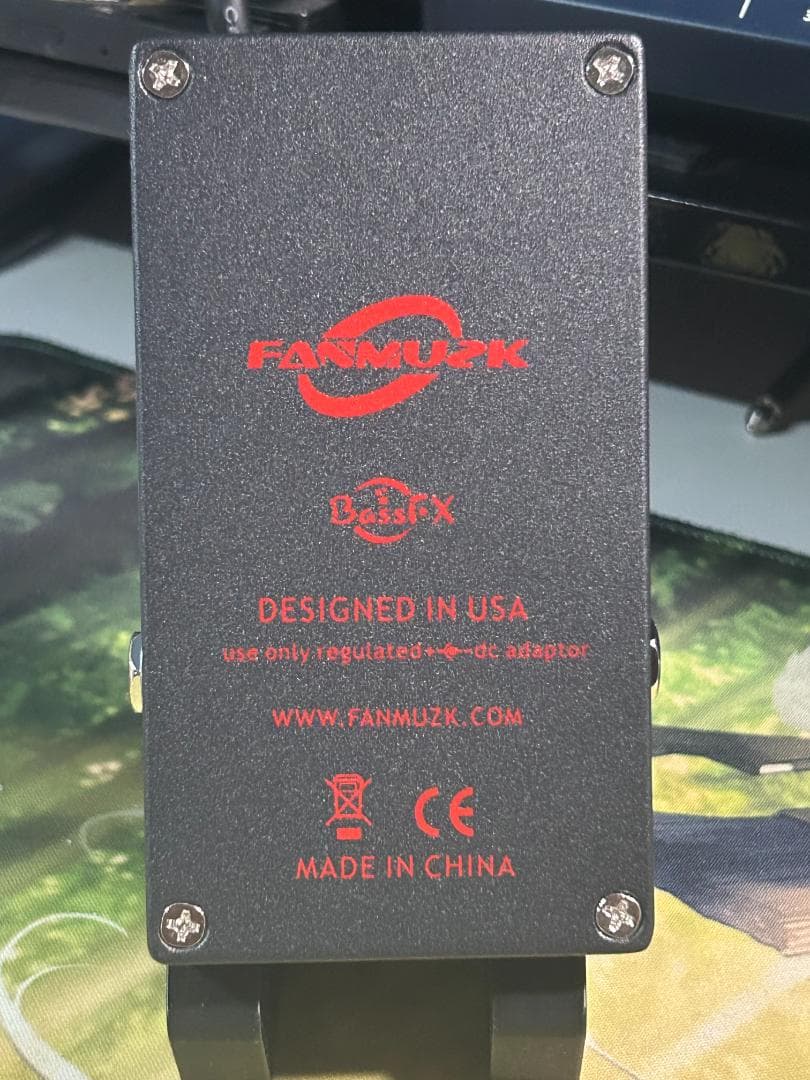 FANMUZK
BassFX
DESIGNED IN USA
use only regulated dc adaptor
WWW.FANMUZK.COM
CE
MADE IN CHINA